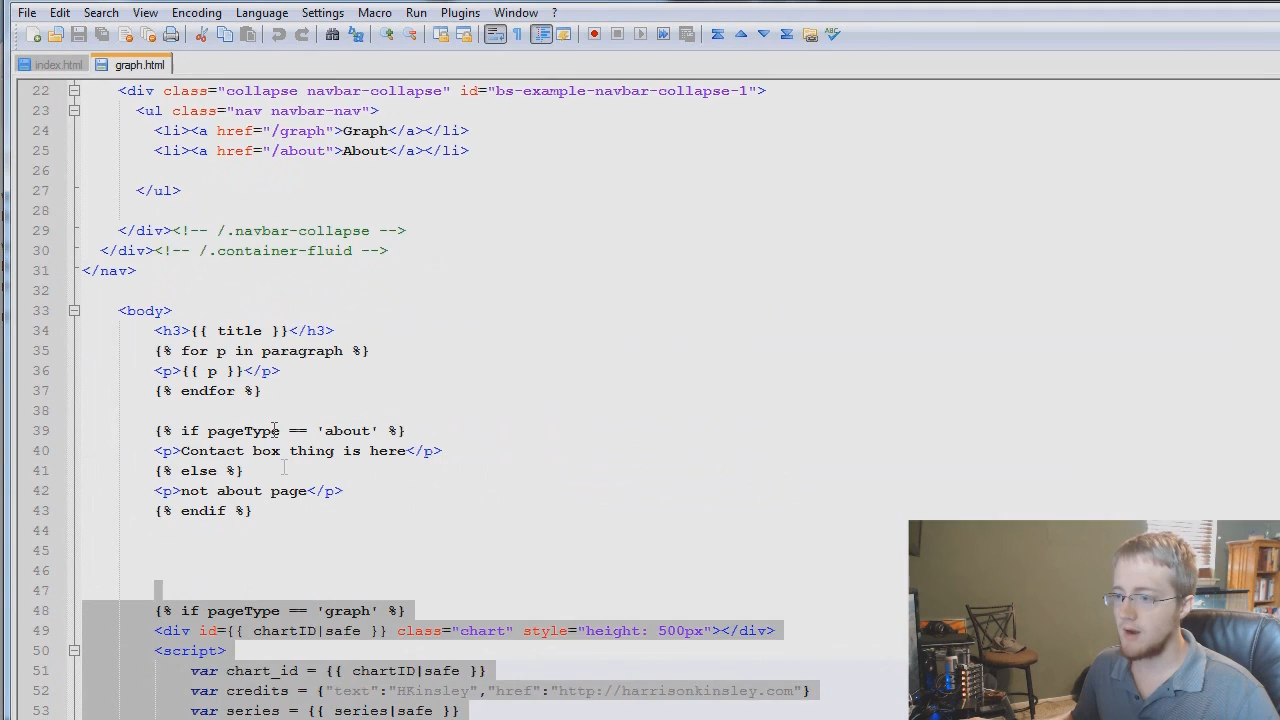 File Edit Search View Encoding Language Settings Macro Run Plugins Window ?
index.html graph.html
22 <div class="collapse navbar-collapse" id="bs-example-navbar-collapse-1">
23 <ul class="nav navbar-nav">
24 <li><a href="/graph">Graph</a></li>
25 <li><a href="/about">About</a></li>
26
27 </ul>
28
29 </div><!-- /.navbar-collapse -->
30 </div><!-- /.container-fluid -->
31 </nav>
32
33 <body>
34 <h3>{{ title }}</h3>
35 {% for p in paragraph %}
36 <p>{{ p }}</p>
37 {% endfor %}
38
39 {% if pageType == 'about' %}
40 <p>Contact box thing is here</p>
41 {% else %}
42 <p>not about page</p>
43 {% endif %}
44
45
46
47
48 {% if pageType == 'graph' %}
49 <div id={{ chartID|safe }} class="chart" style="height: 500px"></div>
50 <script>
51 var chart_id = {{ chartID|safe }}
52 var credits = {"text":"HKinsley","href":"http://harrisonkinsley.com"}
53 var series = {{ series|safe }}